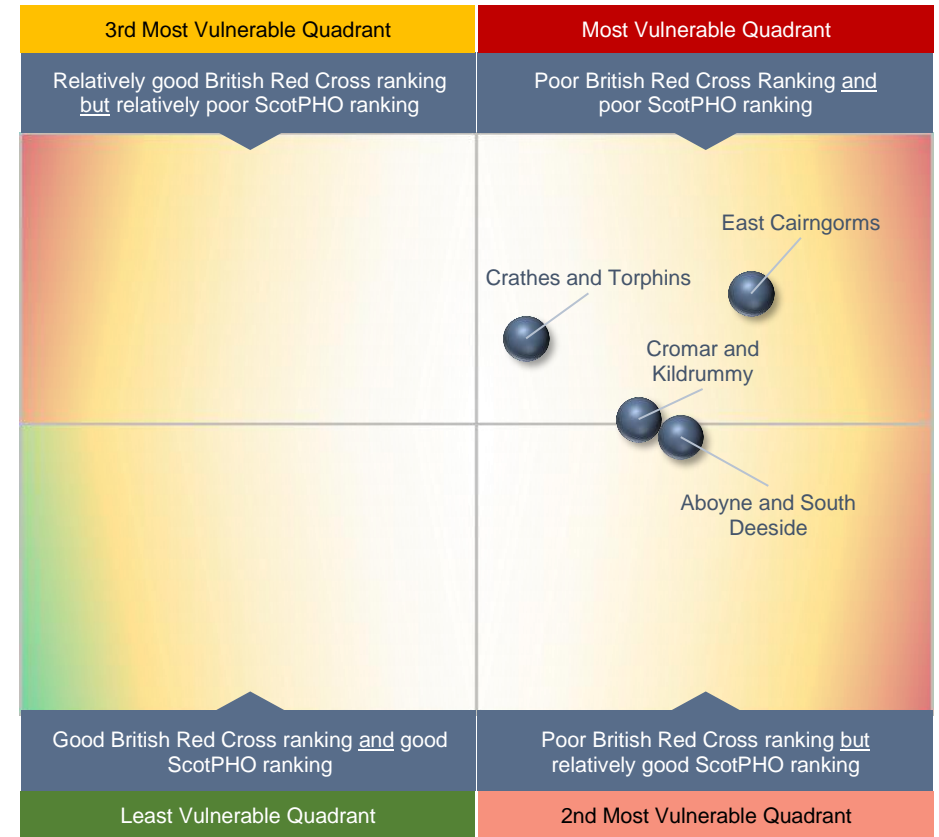 3rd Most Vulnerable Quadrant
Most Vulnerable Quadrant
Relatively good British Red Cross ranking
but relatively poor ScotPHO ranking
Poor British Red Cross Ranking and
poor ScotPHO ranking
East Cairngorms
Crathes and Torphins
Cromar and
Kildrummy
Aboyne and South
Deeside
Good British Red Cross ranking and good
ScotPHO ranking
Poor British Red Cross ranking but
relatively good ScotPHO ranking
Least Vulnerable Quadrant
2nd Most Vulnerable Quadrant